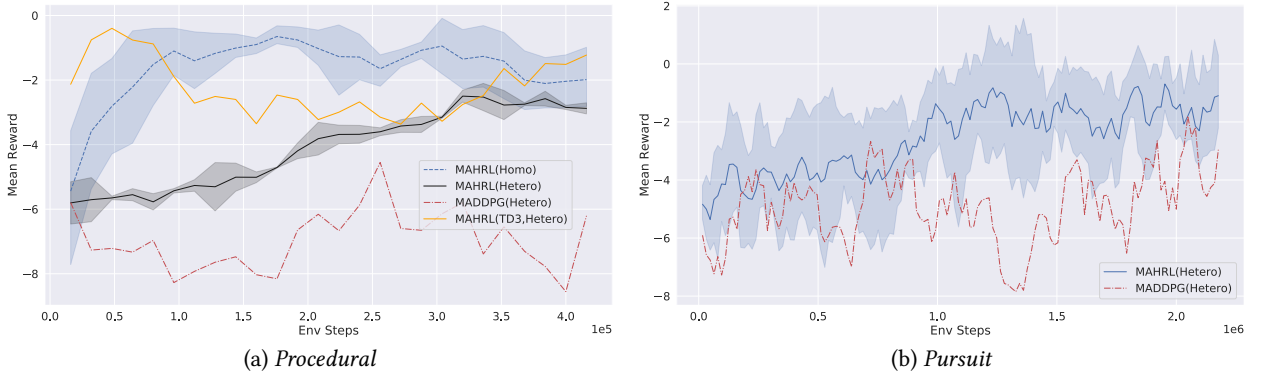 0
−2
−4
−6
−8
Mean Reward
MAHRL(Homo)
MAHRL(Hetero)
MADDPG(Hetero)
MAHRL(TD3,Hetero)
0.0 0.5 1.0 1.5 2.0 2.5 3.0 3.5 4.0
1e5
Env Steps
(a) Procedural
2
0
−2
−4
−6
−8
Mean Reward
MAHRL(Hetero)
MADDPG(Hetero)
0.0 0.5 1.0 1.5 2.0
1e6
Env Steps
(b) Pursuit